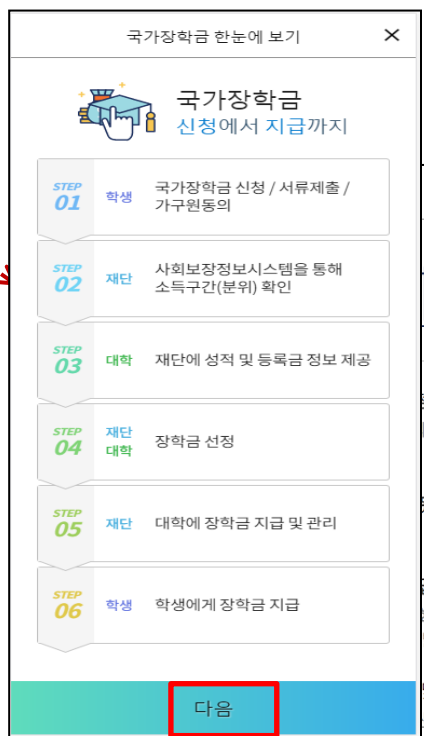 국가장학금 한눈에 보기 ×
국가장학금
신청에서 지급까지
STEP
01
학생
국가장학금 신청 / 서류제출 /
가구원동의
STEP
02
재단
사회보장정보시스템을 통해
소득구간(분위) 확인
STEP
03
대학
재단에 성적 및 등록금 정보 제공
STEP
04
재단
대학
장학금 선정
STEP
05
재단
대학에 장학금 지급 및 관리
STEP
06
학생
학생에게 장학금 지급
다음